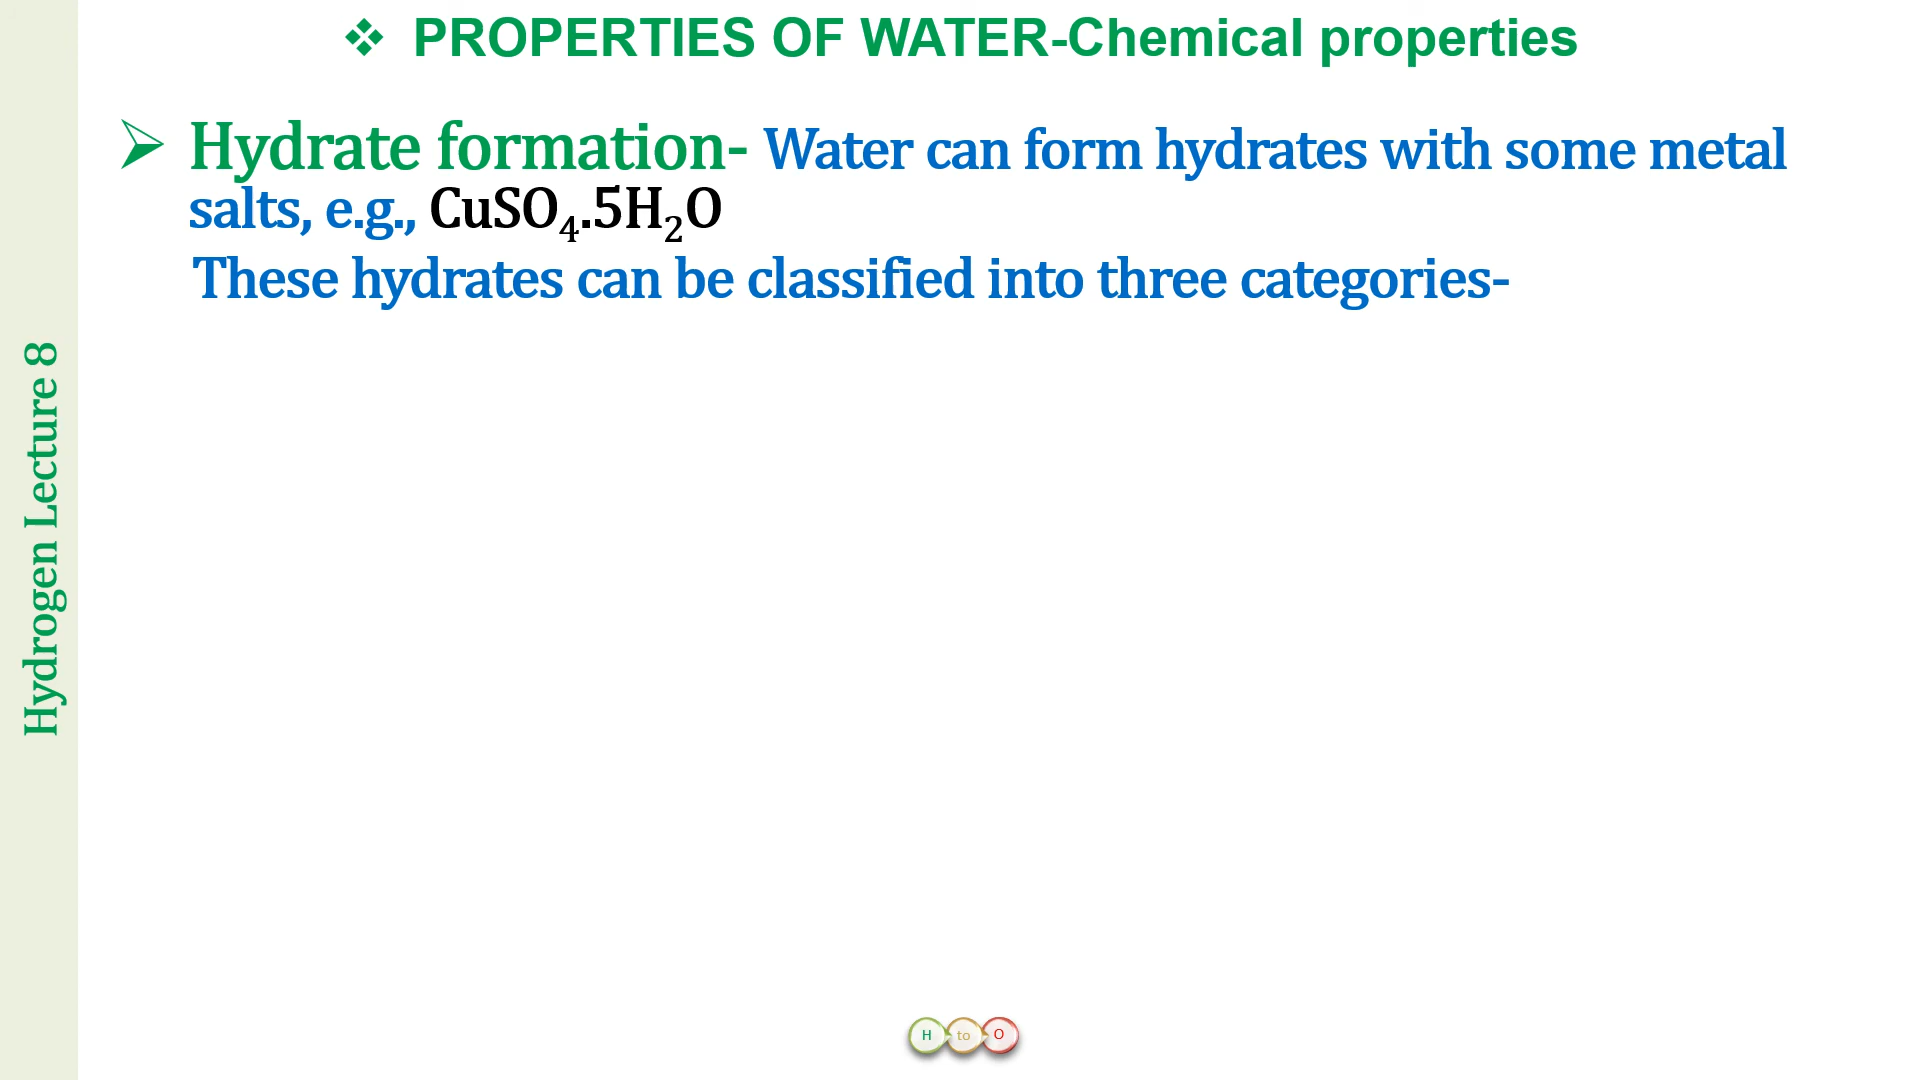 ❖ PROPERTIES OF WATER-Chemical properties
➢ Hydrate formation- Water can form hydrates with some metal
salts, e.g., CuSO₄.5H₂O
These hydrates can be classified into three categories-
Hydrogen Lecture 8
H to O